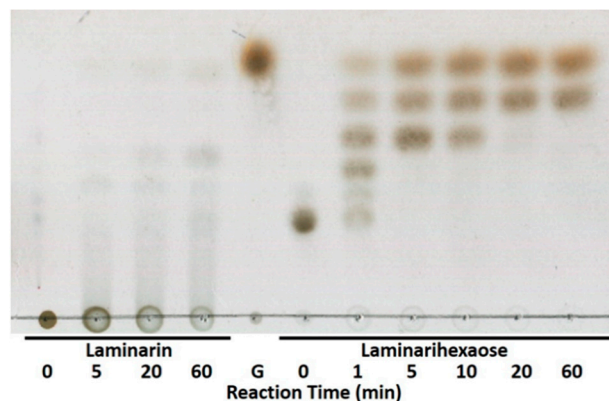 Laminarin Laminarihexaose
0 5 20 60 G 0 1 5 10 20 60
Reaction Time (min)